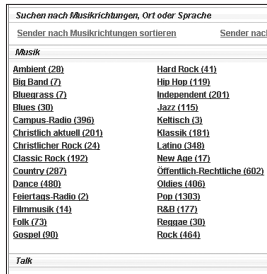 Suchen nach Musikrichtungen, Ort oder Sprache
Sender nach Musikrichtungen sortieren Sender nach
Musik
Ambient (28)
Big Band (7)
Bluegrass (7)
Blues (30)
Campus-Radio (396)
Christlich aktuell (201)
Christlicher Rock (24)
Classic Rock (192)
Country (287)
Dance (480)
Feiertags-Radio (2)
Filmmusik (14)
Folk (73)
Gospel (90)
Hard Rock (41)
Hip Hop (119)
Independent (201)
Jazz (115)
Keltisch (3)
Klassik (181)
Latino (348)
New Age (17)
Öffentlich-Rechtliche (602)
Oldies (406)
Pop (1303)
R&B (177)
Reggae (30)
Rock (464)
Talk